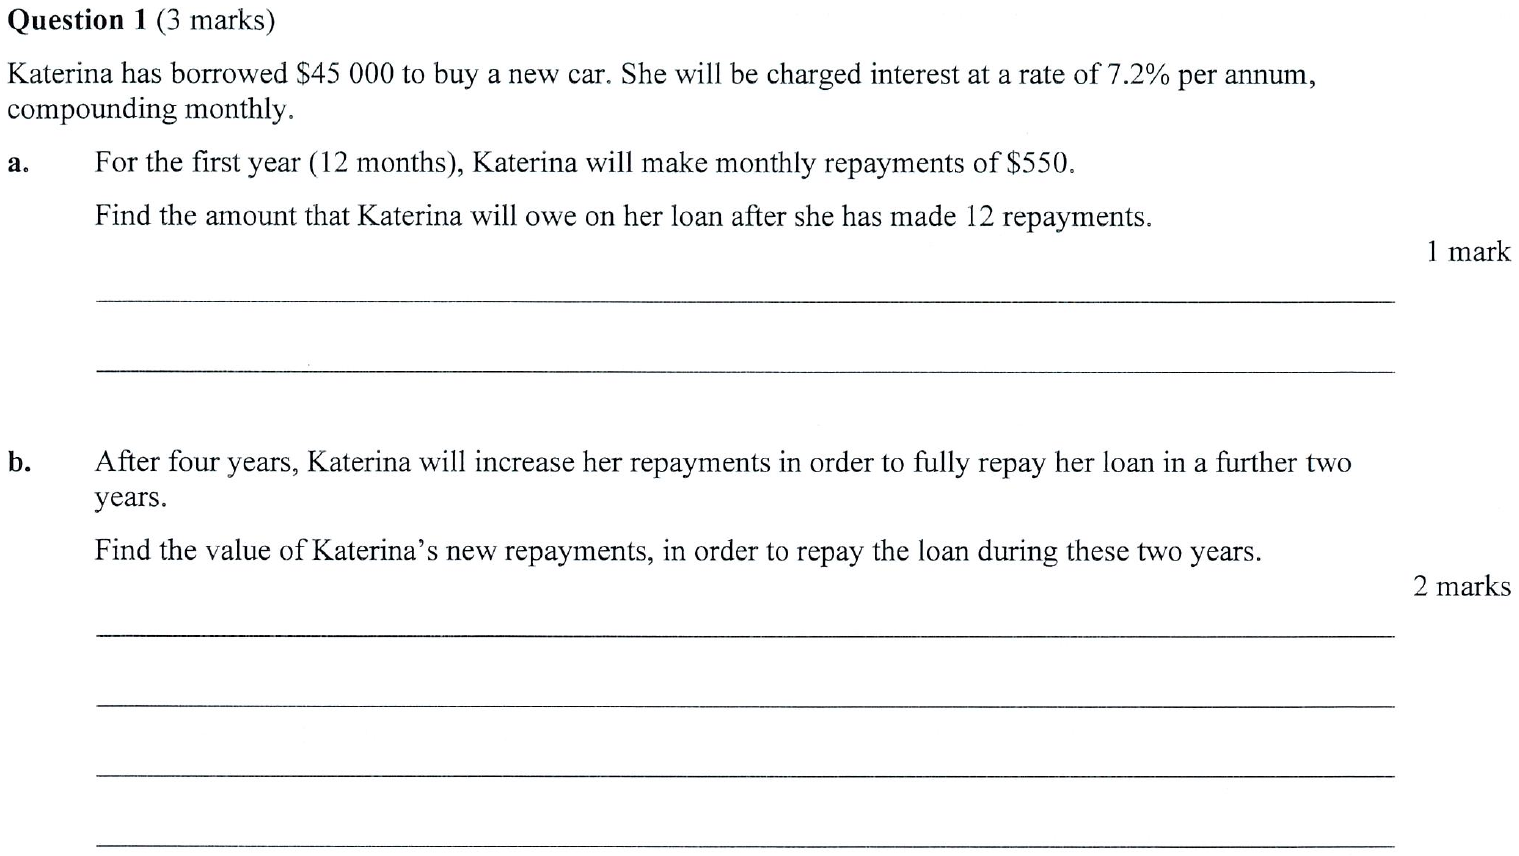 Question 1 (3 marks)
Katerina has borrowed $45 000 to buy a new car. She will be charged interest at a rate of 7.2% per annum,
compounding monthly.
a. For the first year (12 months), Katerina will make monthly repayments of $550.
Find the amount that Katerina will owe on her loan after she has made 12 repayments.
1 mark
b. After four years, Katerina will increase her repayments in order to fully repay her loan in a further two
years.
Find the value of Katerina's new repayments, in order to repay the loan during these two years.
2 marks